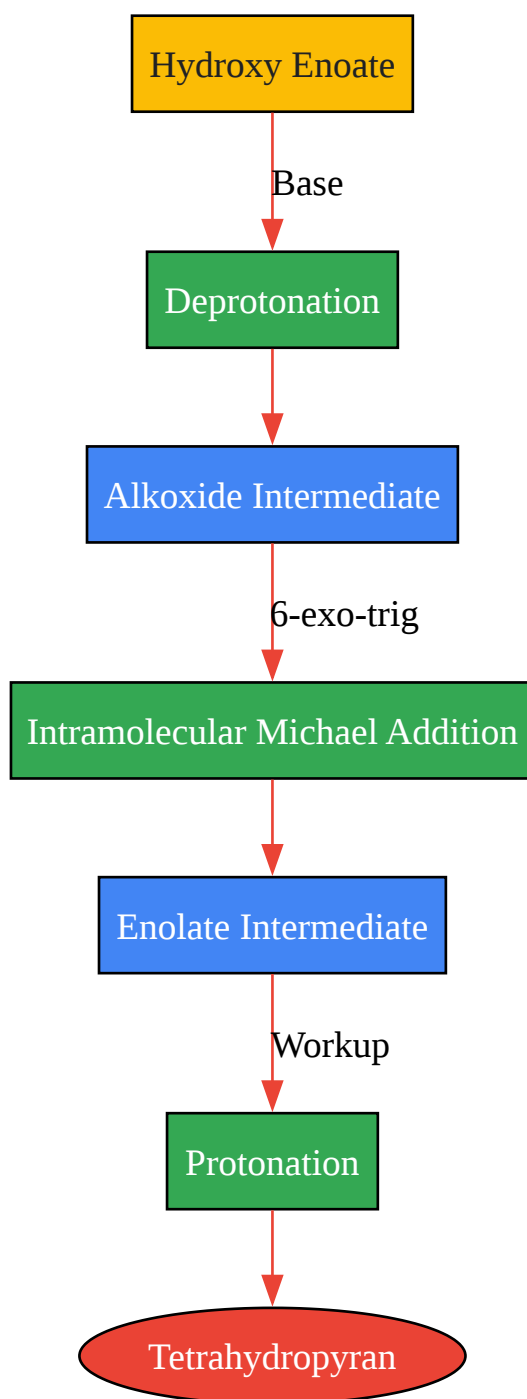 Hydroxy Enoate
Base
Deprotonation
Alkoxide Intermediate
6-exo-trig
Intramolecular Michael Addition
Enolate Intermediate
Workup
Protonation
Tetrahydropyran